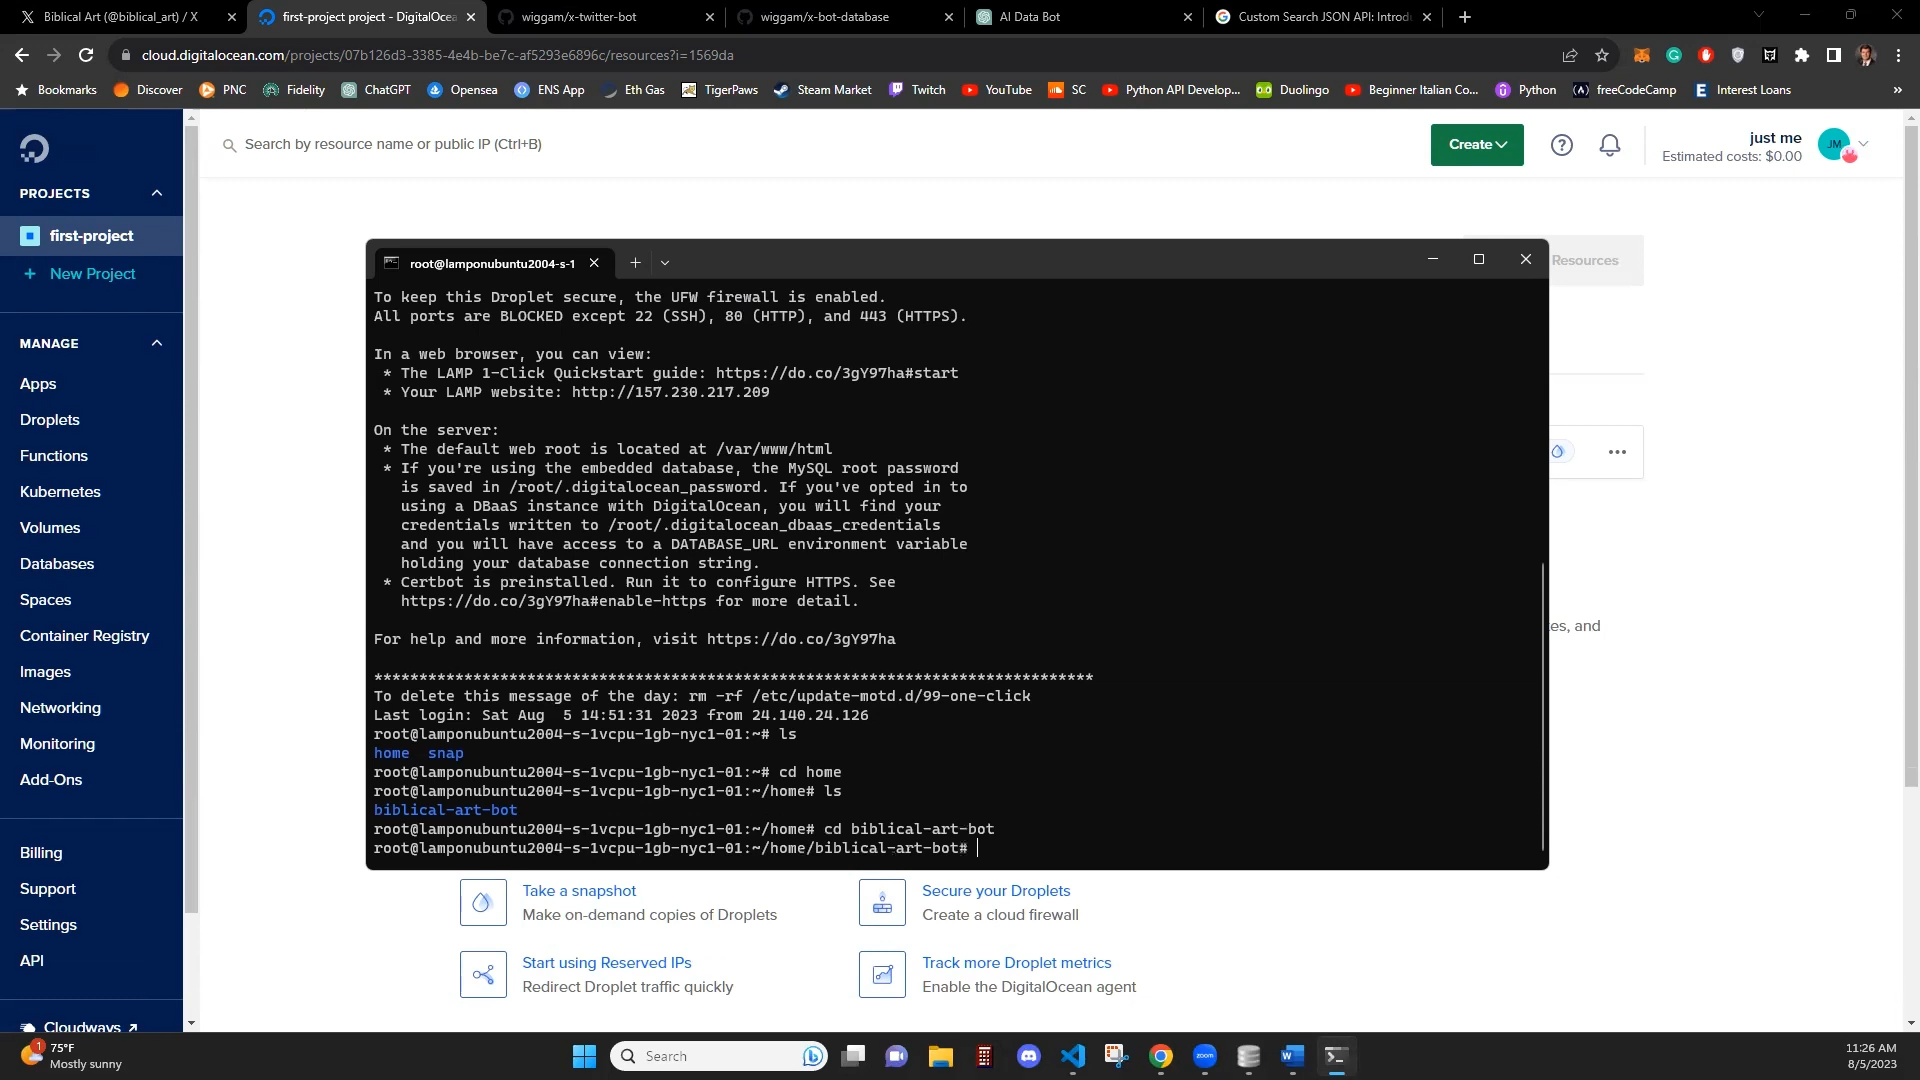 Biblical Art (@biblical_art) / X
first-project project - DigitalOcea
wiggam/x-twitter-bot
wiggam/x-bot-database
AI Data Bot
Custom Search JSON API: Introdu
cloud.digitalocean.com/projects/07b126d3-3385-4e4b-be7c-af5293e6896c/resources?i=1569da
Bookmarks
Discover
PNC
Fidelity
ChatGPT
Opensea
ENS App
Eth Gas
TigerPaws
Steam Market
Twitch
YouTube
SC
Python API Develop...
Duolingo
Beginner Italian Co...
Python
freeCodeCamp
Interest Loans
Search by resource name or public IP (Ctrl+B)
Create
just me
Estimated costs: $0.00
JM
PROJECTS
first-project
+ New Project
MANAGE
Apps
Droplets
Functions
Kubernetes
Volumes
Databases
Spaces
Container Registry
Images
Networking
Monitoring
Add-Ons
Billing
Support
Settings
API
Cloudways
Resources
es, and
root@lamponubuntu2004-s-1
To keep this Droplet secure, the UFW firewall is enabled.
All ports are BLOCKED except 22 (SSH), 80 (HTTP), and 443 (HTTPS).
In a web browser, you can view:
* The LAMP 1-Click Quickstart guide: https://do.co/3gY97ha#start
* Your LAMP website: http://157.230.217.209
On the server:
* The default web root is located at /var/www/html
* If you're using the embedded database, the MySQL root password
is saved in /root/.digitalocean_password. If you've opted in to
using a DBaaS instance with DigitalOcean, you will find your
credentials written to /root/.digitalocean_dbaas_credentials
and you will have access to a DATABASE_URL environment variable
holding your database connection string.
* Certbot is preinstalled. Run it to configure HTTPS. See
https://do.co/3gY97ha#enable-https for more detail.
For help and more information, visit https://do.co/3gY97ha
********************************************************************************
To delete this message of the day: rm -rf /etc/update-motd.d/99-one-click
Last login: Sat Aug  5 14:51:31 2023 from 24.140.24.126
root@lamponubuntu2004-s-1vcpu-1gb-nyc1-01:~# ls
home  snap
root@lamponubuntu2004-s-1vcpu-1gb-nyc1-01:~# cd home
root@lamponubuntu2004-s-1vcpu-1gb-nyc1-01:~/home# ls
biblical-art-bot
root@lamponubuntu2004-s-1vcpu-1gb-nyc1-01:~/home# cd biblical-art-bot
root@lamponubuntu2004-s-1vcpu-1gb-nyc1-01:~/home/biblical-art-bot#
Take a snapshot
Make on-demand copies of Droplets
Secure your Droplets
Create a cloud firewall
Start using Reserved IPs
Redirect Droplet traffic quickly
Track more Droplet metrics
Enable the DigitalOcean agent
1
75°F
Mostly sunny
Search
zoom
11:26 AM
8/5/2023